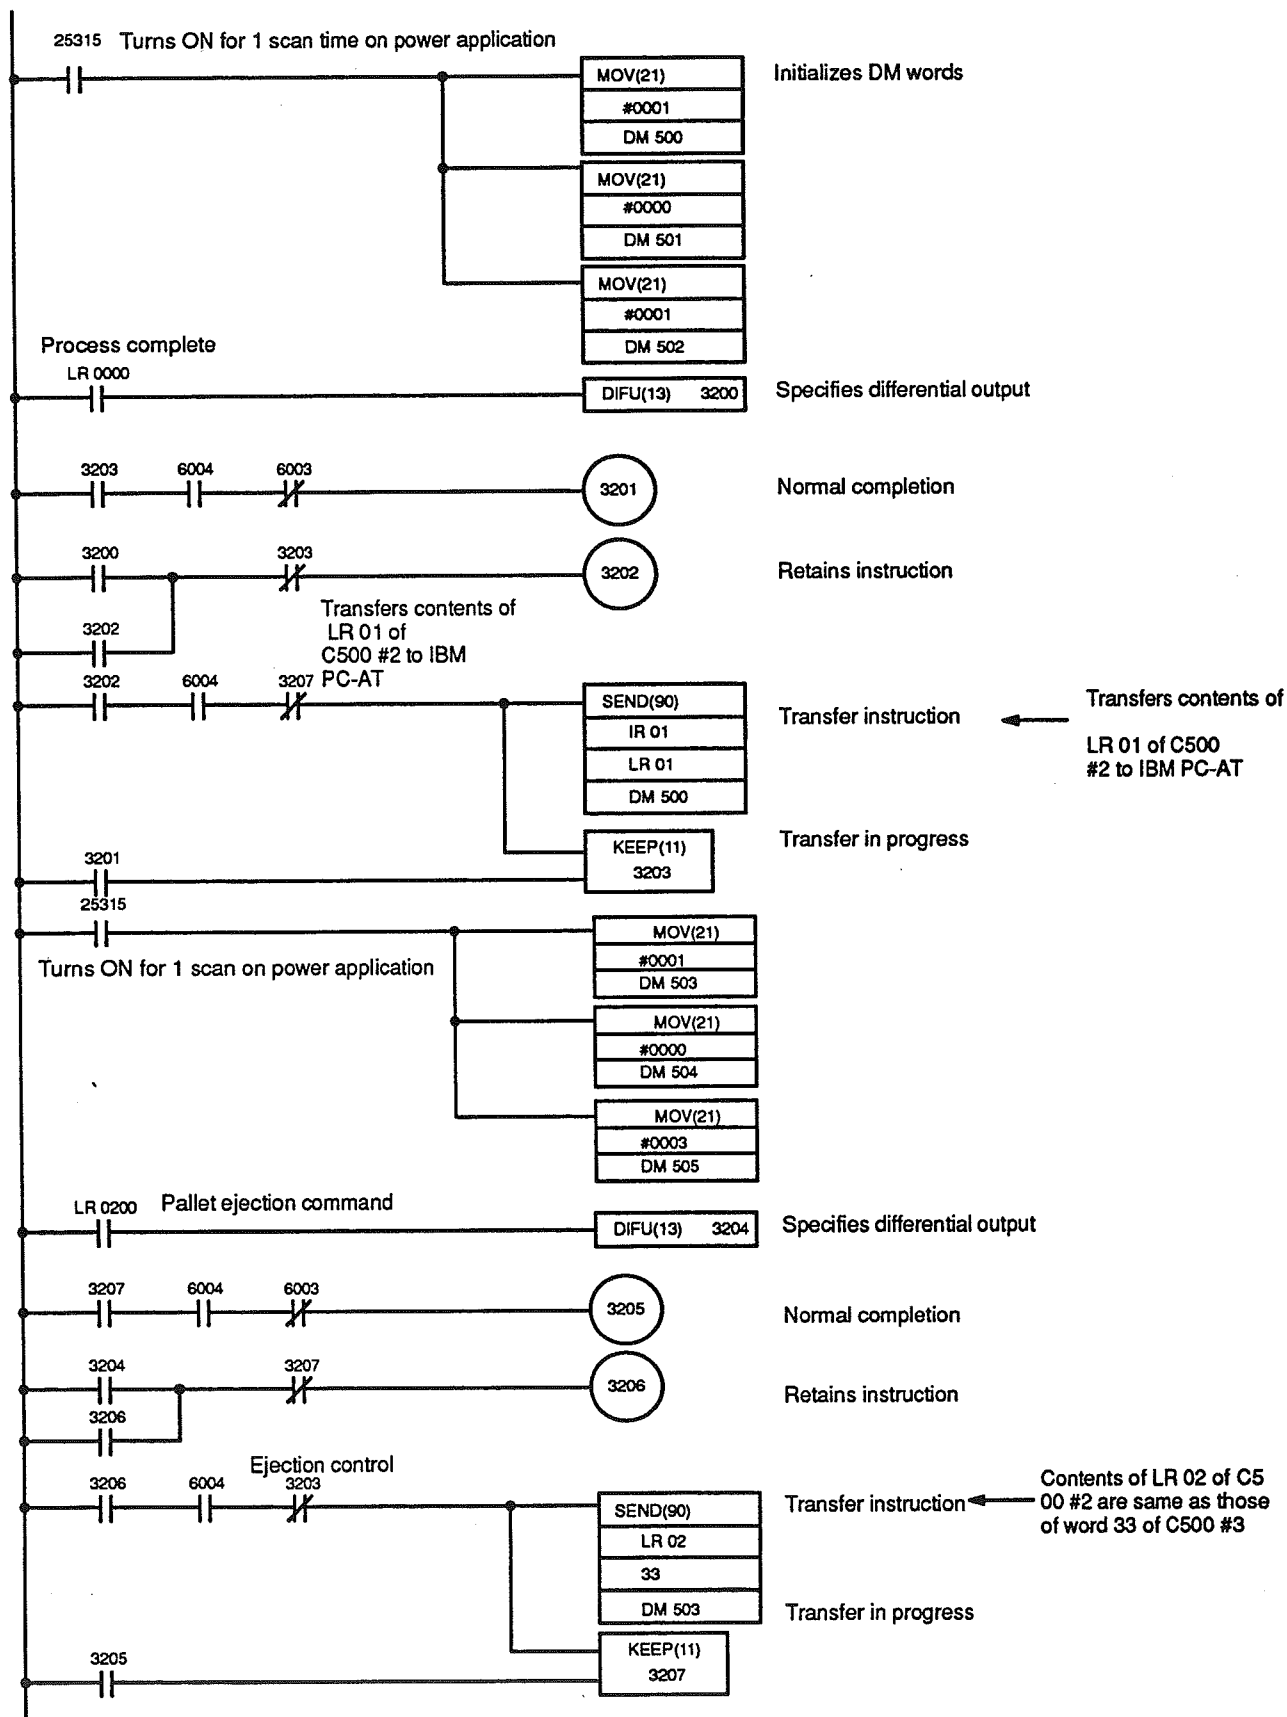 25315 Turns ON for 1 scan time on power application
MOV(21)
#0001
DM 500
Initializes DM words
MOV(21)
#0000
DM 501
MOV(21)
#0001
DM 502
Process complete
LR 0000
DIFU(13) 3200
Specifies differential output
3203 6004 6003
3201
Normal completion
3200 3203
3202
Retains instruction
3202
Transfers contents of
LR 01 of
C500 #2 to IBM
PC-AT
3202 6004 3207
SEND(90)
IR 01
LR 01
DM 500
Transfer instruction
Transfers contents of
LR 01 of C500
#2 to IBM PC-AT
KEEP(11)
3203
Transfer in progress
3201
25315
Turns ON for 1 scan on power application
MOV(21)
#0001
DM 503
MOV(21)
#0000
DM 504
MOV(21)
#0003
DM 505
LR 0200 Pallet ejection command
DIFU(13) 3204
Specifies differential output
3207 6004 6003
3205
Normal completion
3204 3207
3206
Retains instruction
3206
Ejection control
3206 6004 3203
SEND(90)
LR 02
33
DM 503
Transfer instruction
Contents of LR 02 of C5
00 #2 are same as those
of word 33 of C500 #3
Transfer in progress
KEEP(11)
3207
3205